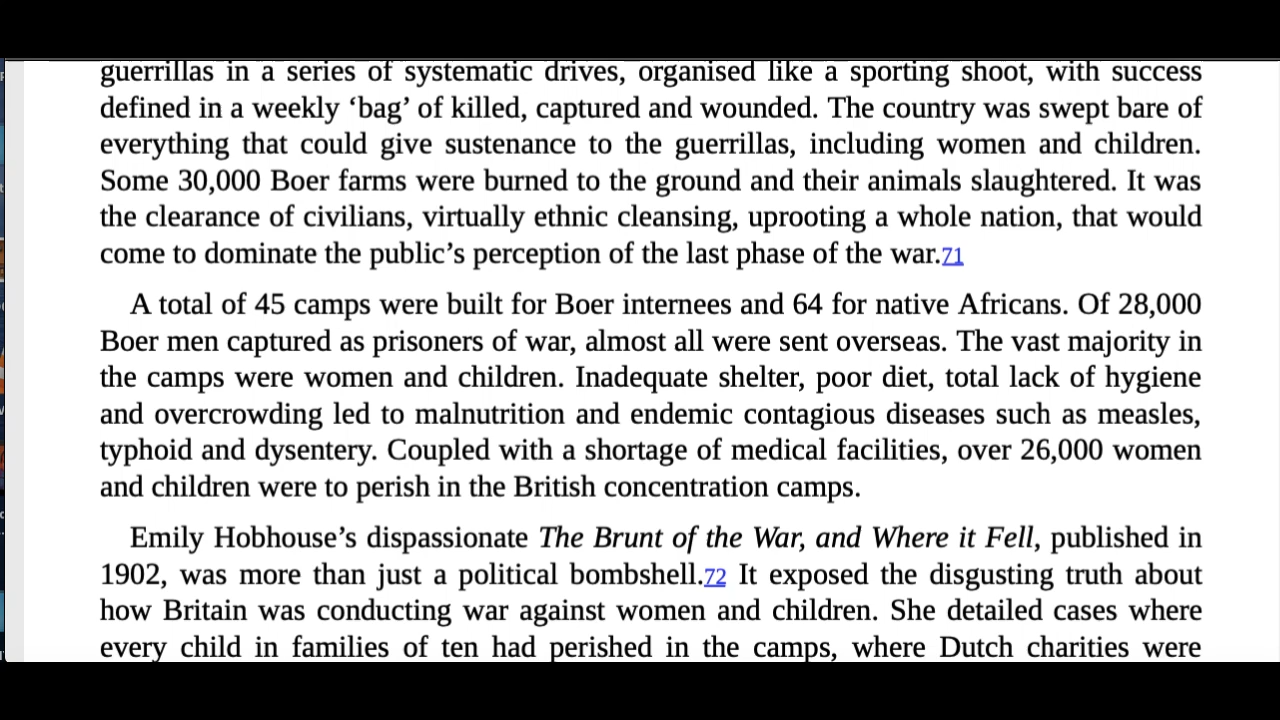 guerrillas in a series of systematic drives, organised like a sporting shoot, with success
defined in a weekly ‘bag’ of killed, captured and wounded. The country was swept bare of
everything that could give sustenance to the guerrillas, including women and children.
Some 30,000 Boer farms were burned to the ground and their animals slaughtered. It was
the clearance of civilians, virtually ethnic cleansing, uprooting a whole nation, that would
come to dominate the public’s perception of the last phase of the war.71
A total of 45 camps were built for Boer internees and 64 for native Africans. Of 28,000
Boer men captured as prisoners of war, almost all were sent overseas. The vast majority in
the camps were women and children. Inadequate shelter, poor diet, total lack of hygiene
and overcrowding led to malnutrition and endemic contagious diseases such as measles,
typhoid and dysentery. Coupled with a shortage of medical facilities, over 26,000 women
and children were to perish in the British concentration camps.
Emily Hobhouse’s dispassionate The Brunt of the War, and Where it Fell, published in
1902, was more than just a political bombshell.72 It exposed the disgusting truth about
how Britain was conducting war against women and children. She detailed cases where
every child in families of ten had perished in the camps, where Dutch charities were